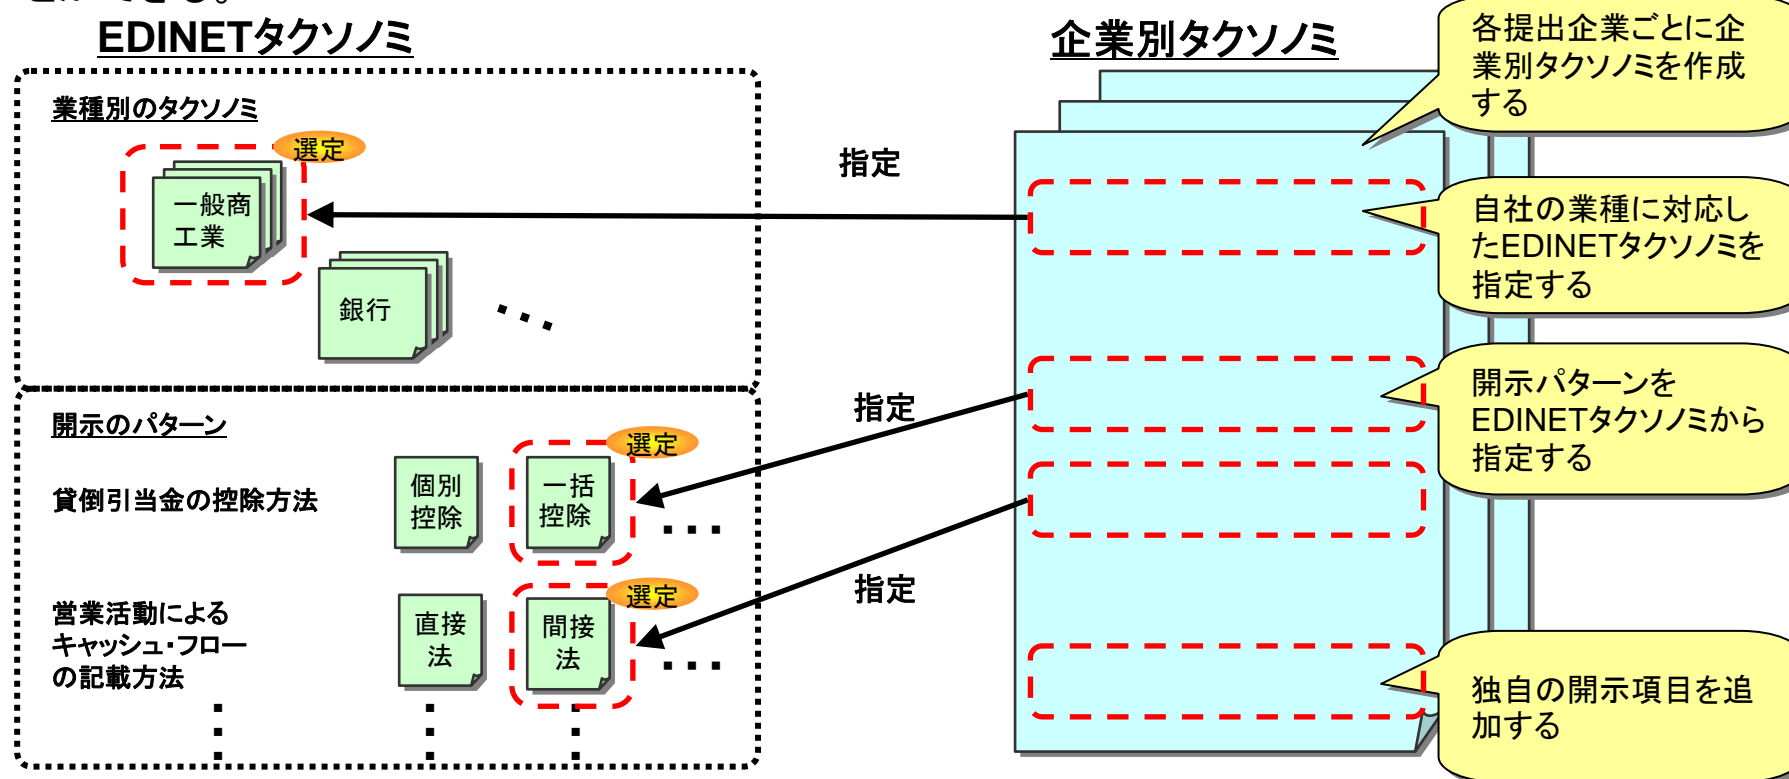 EDINETタクソノミ
企業別タクソノミ
業種別のタクソノミ
選定
一般商
工業
銀行
・・・
指定
開示のパターン
貸倒引当金の控除方法
個別
控除
一括
控除
選定
・・・
指定
営業活動による
キャッシュ・フロー
の記載方法
直接
法
間接
法
選定
・・・
指定
各提出企業ごとに企
業別タクソノミを作成
する
自社の業種に対応し
たEDINETタクソノミを
指定する
開示パターンを
EDINETタクソノミから
指定する
独自の開示項目を追
加する